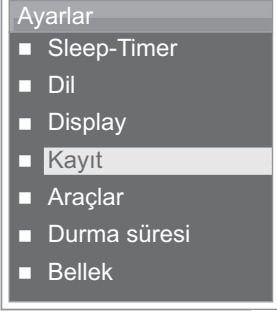 Ayarlar
Sleep-Timer
Dil
Display
Kayıt
Araçlar
Durma süresi
Bellek